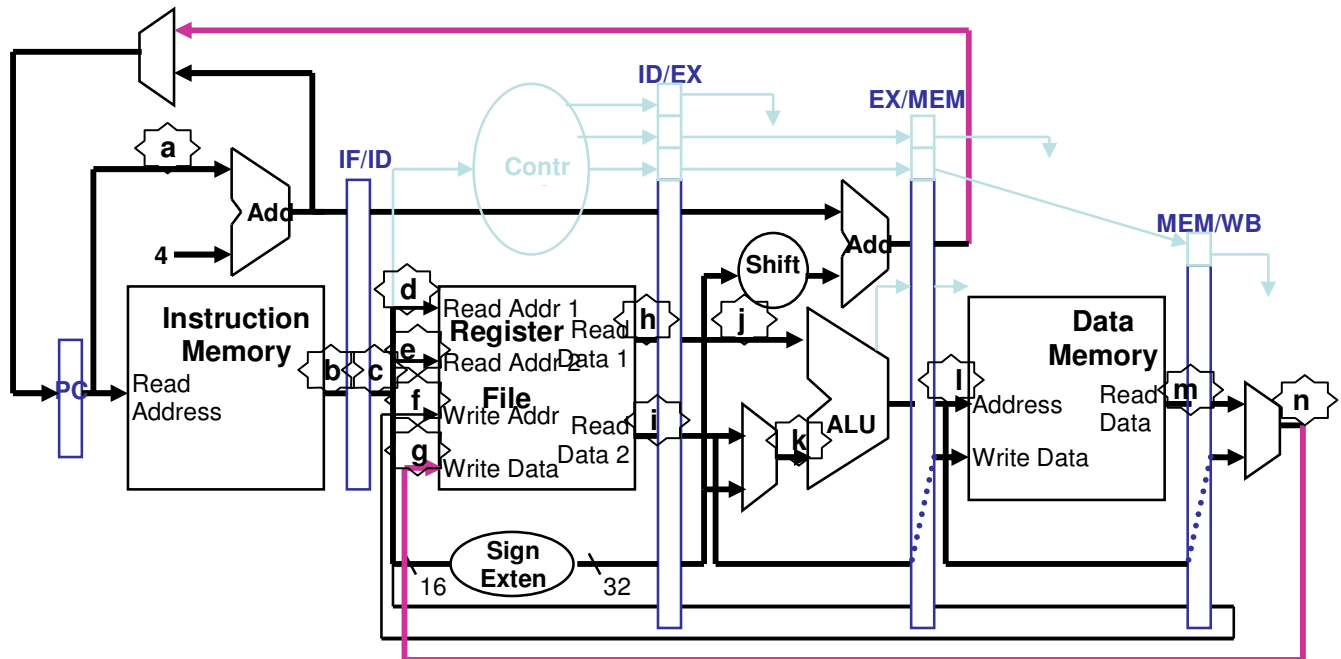 ID/EX
EX/MEM
a
IF/ID
Contr
Add
MEM/WB
4
Add
Shift
d
Read Addr 1
Instruction
Memory
Register
Read
Data 1
h
j
Data
Memory
b
c
e
Read Addr 2
PC
Read
Address
f
File
Write Addr
l
Address
Read
Data
m
n
i
k
ALU
Read
Data 2
g
Write Data
Write Data
Sign
Exten
16
32